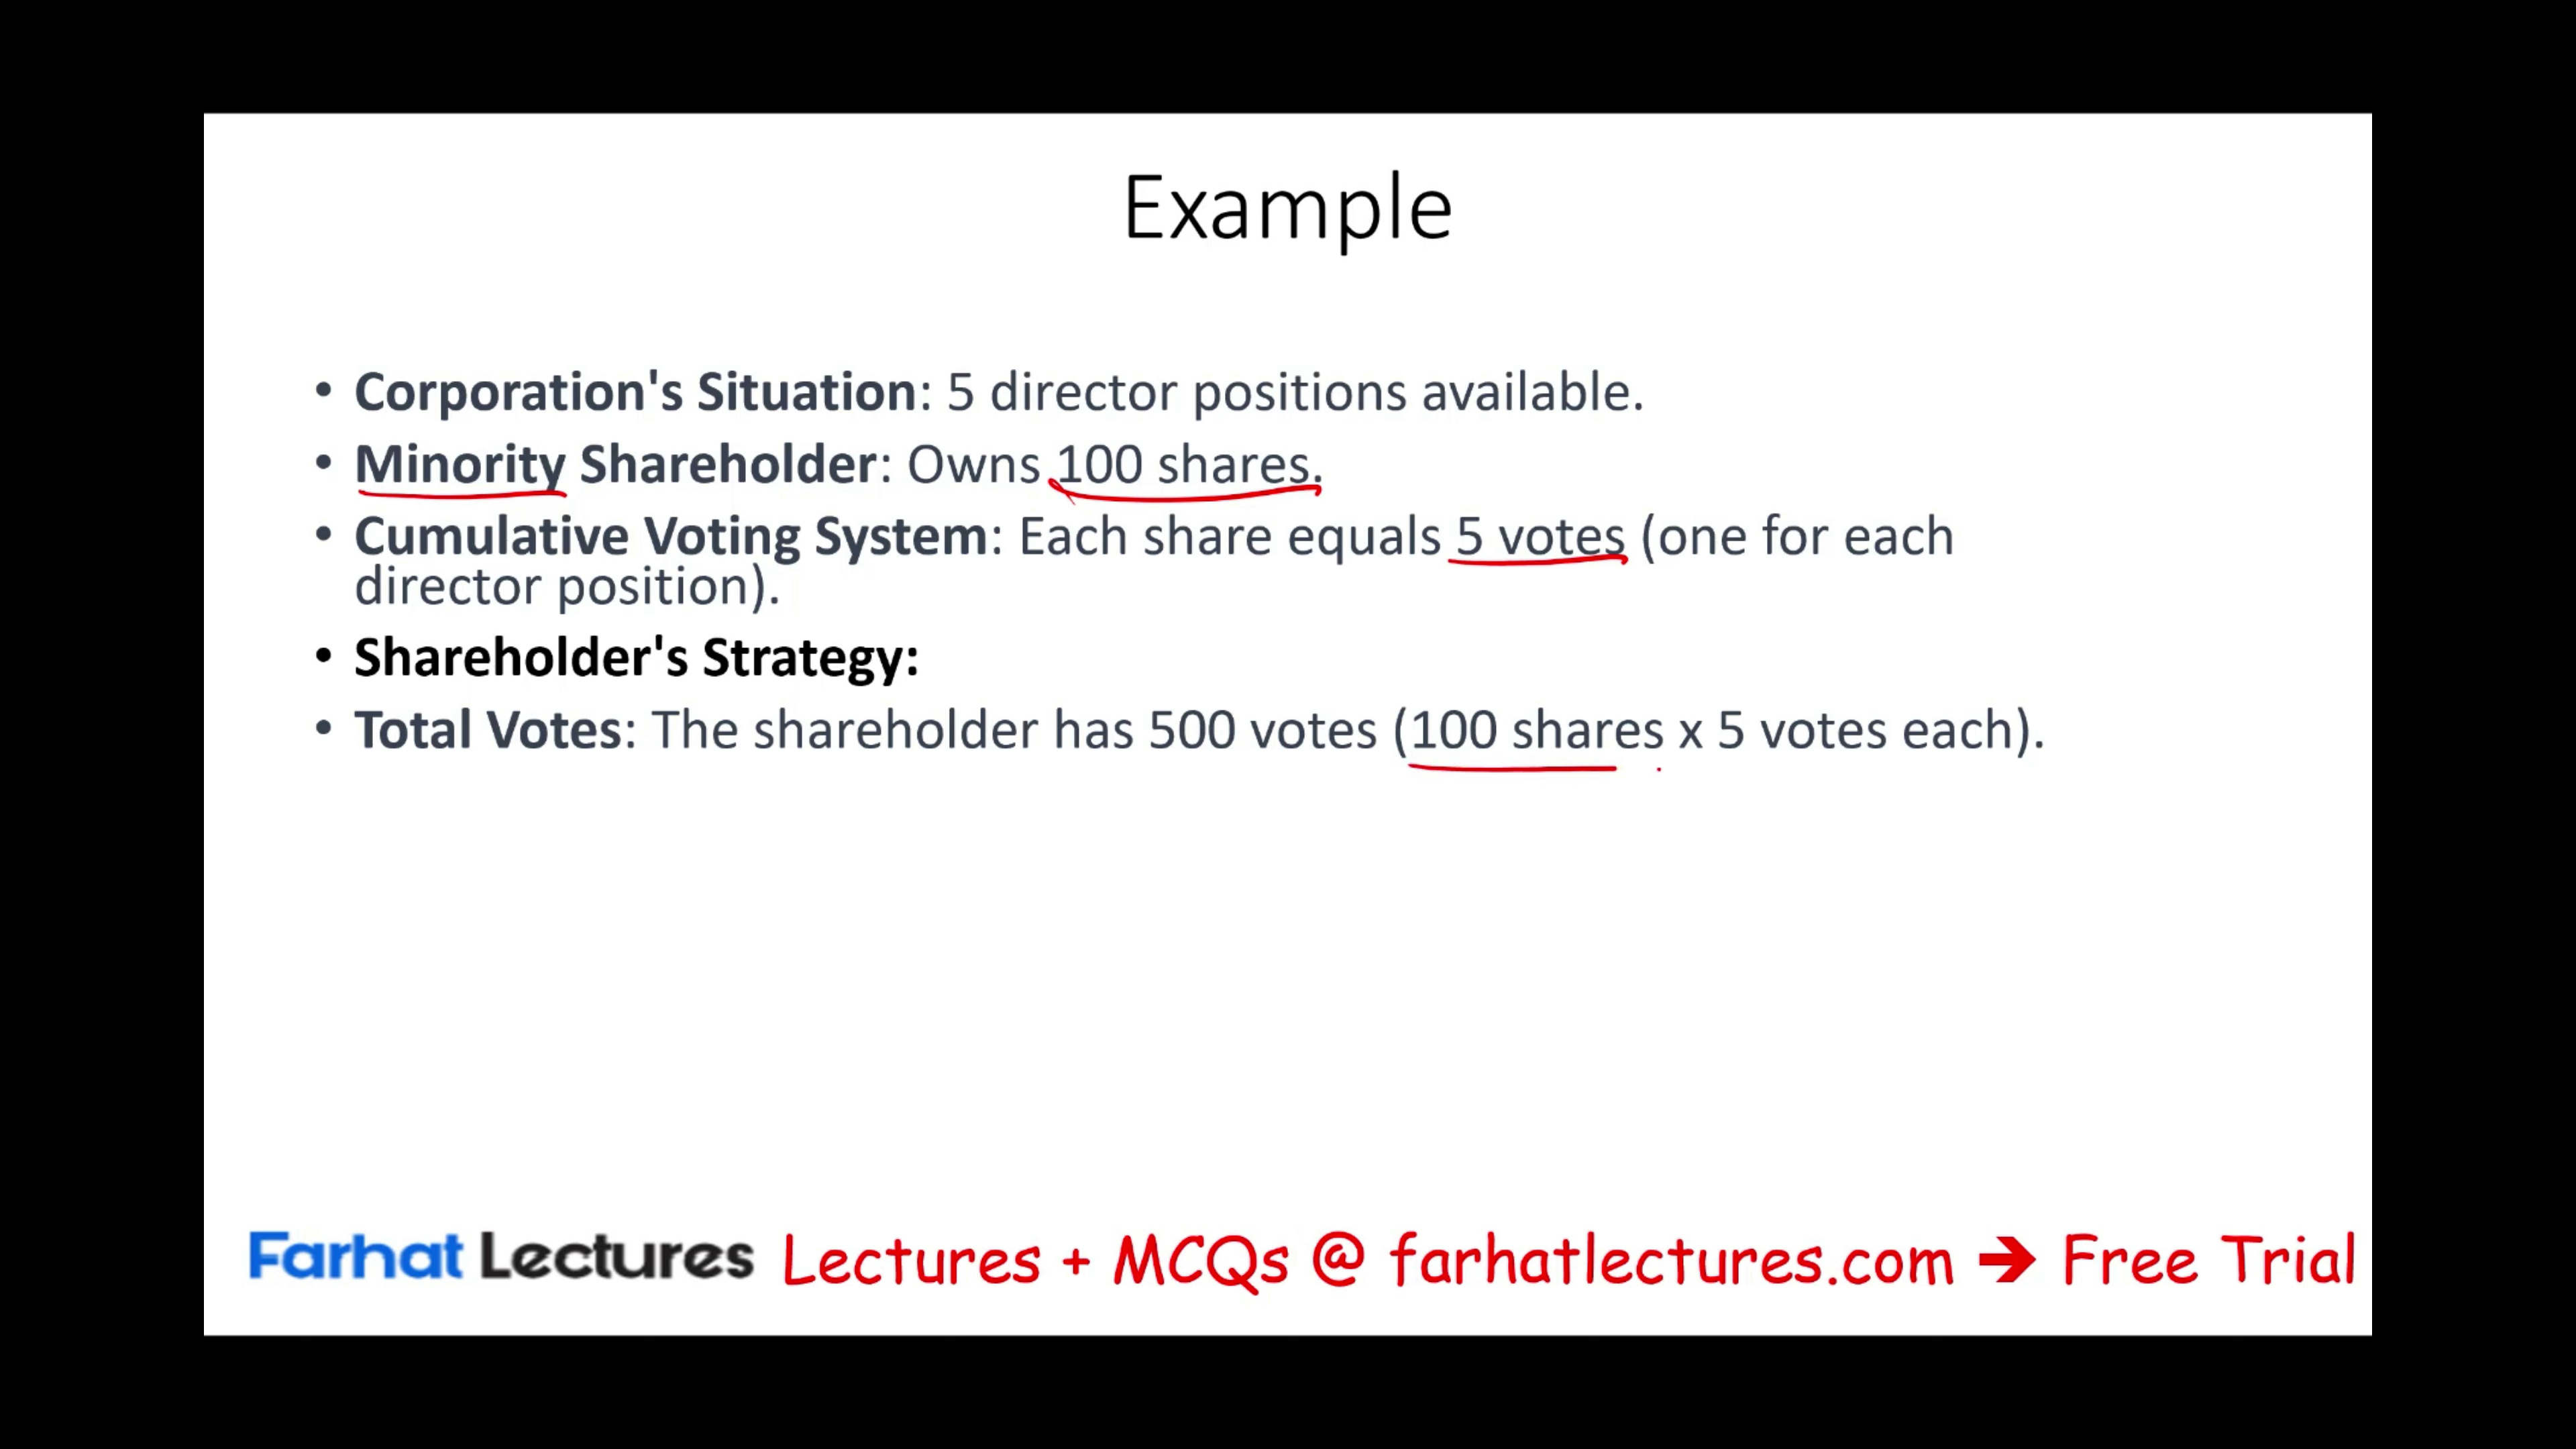 Example
• Corporation's Situation: 5 director positions available.
• Minority Shareholder: Owns 100 shares.
• Cumulative Voting System: Each share equals 5 votes (one for each
director position).
• Shareholder's Strategy:
• Total Votes: The shareholder has 500 votes (100 shares x 5 votes each).
Farhat Lectures Lectures + MCQs @ farhatlectures.com ➔ Free Trial